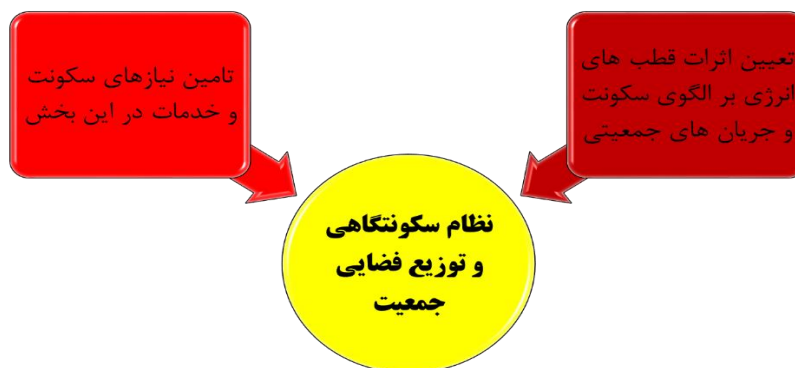 تعیین اثرات قطب های
انرژی بر الگوی سکونت
و جریان های جمعیتی
تامین نیازهای سکونت
و خدمات در این بخش
نظام سکونتگاهی
و توزیع فضایی
جمعیت